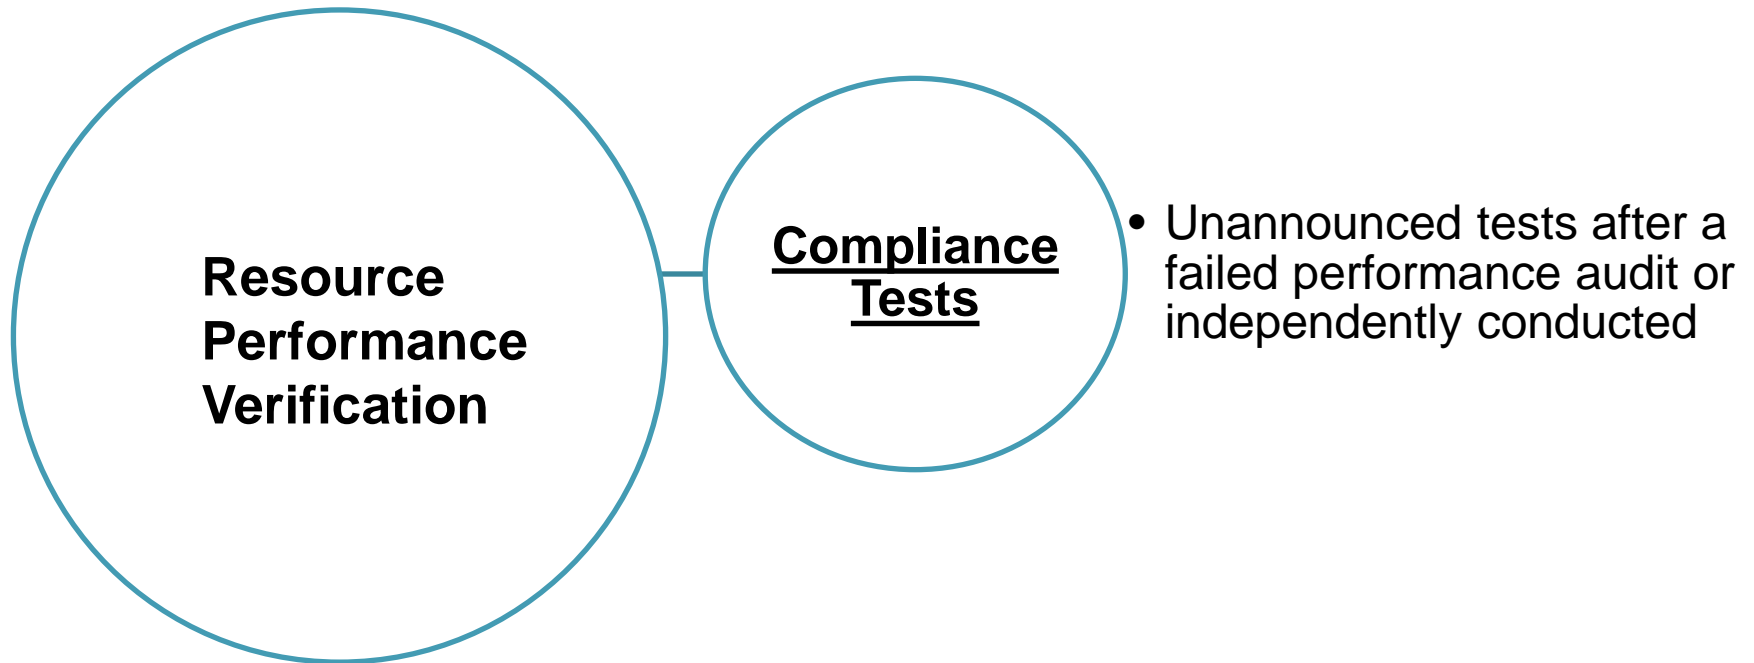 Resource
Performance
Verification
Compliance
Tests
• Unannounced tests after a
failed performance audit or
independently conducted